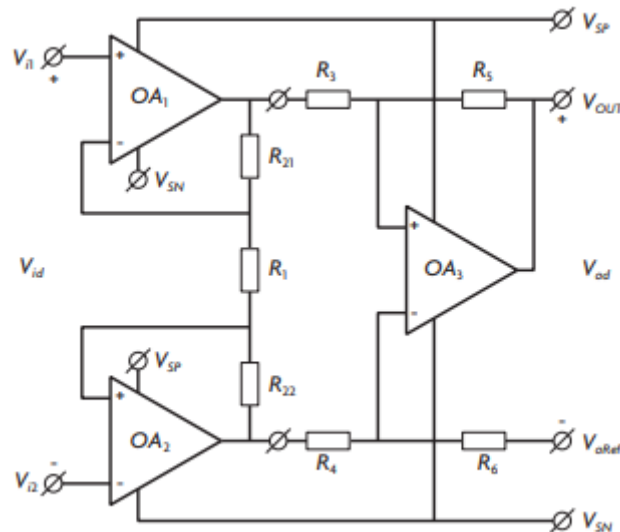 V_SP
V_i1
+
+
OA_1
-
R_3
R_5
V_OUT
+
R_21
V_SN
V_id
R_1
+
OA_3
-
V_od
V_SP
R_22
+
OA_2
-
-
V_i2
R_4
R_6
-
V_oRef
V_SN